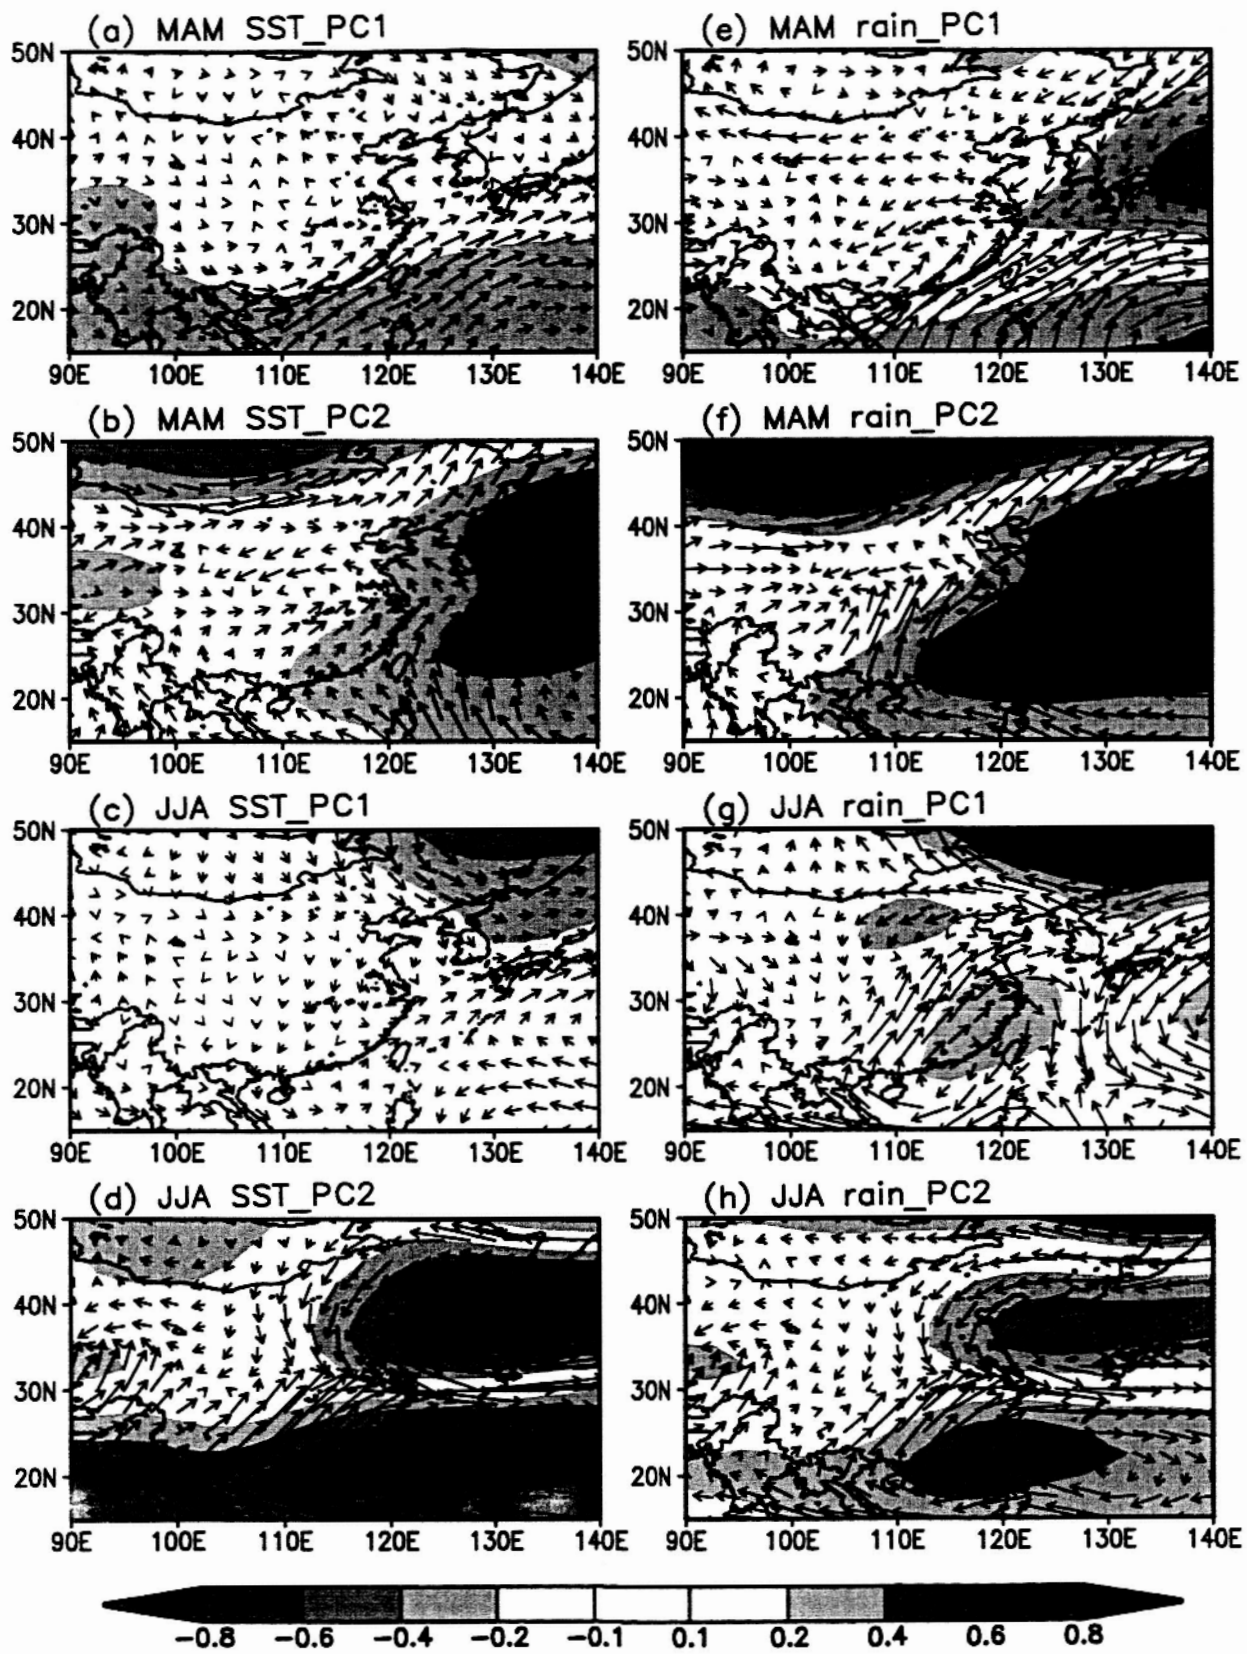 (a) MAM SST_PC1
50N
40N
30N
20N
90E 100E 110E 120E 130E 140E
(e) MAM rain_PC1
50N
40N
30N
20N
90E 100E 110E 120E 130E 140E
(b) MAM SST_PC2
50N
40N
30N
20N
90E 100E 110E 120E 130E 140E
(f) MAM rain_PC2
50N
40N
30N
20N
90E 100E 110E 120E 130E 140E
(c) JJA SST_PC1
50N
40N
30N
20N
90E 100E 110E 120E 130E 140E
(g) JJA rain_PC1
50N
40N
30N
20N
90E 100E 110E 120E 130E 140E
(d) JJA SST_PC2
50N
40N
30N
20N
90E 100E 110E 120E 130E 140E
(h) JJA rain_PC2
50N
40N
30N
20N
90E 100E 110E 120E 130E 140E
-0.8 -0.6 -0.4 -0.2 -0.1 0.1 0.2 0.4 0.6 0.8